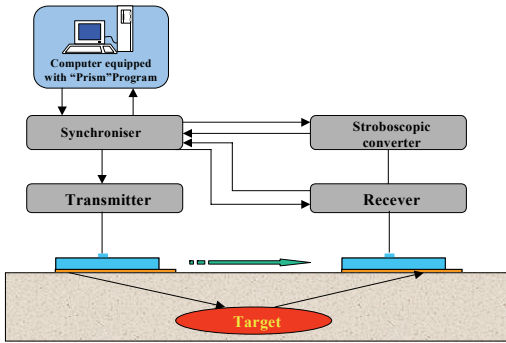 Computer equipped
with “Prism”Program
Synchroniser
Stroboscopic
converter
Transmitter
Recever
Target